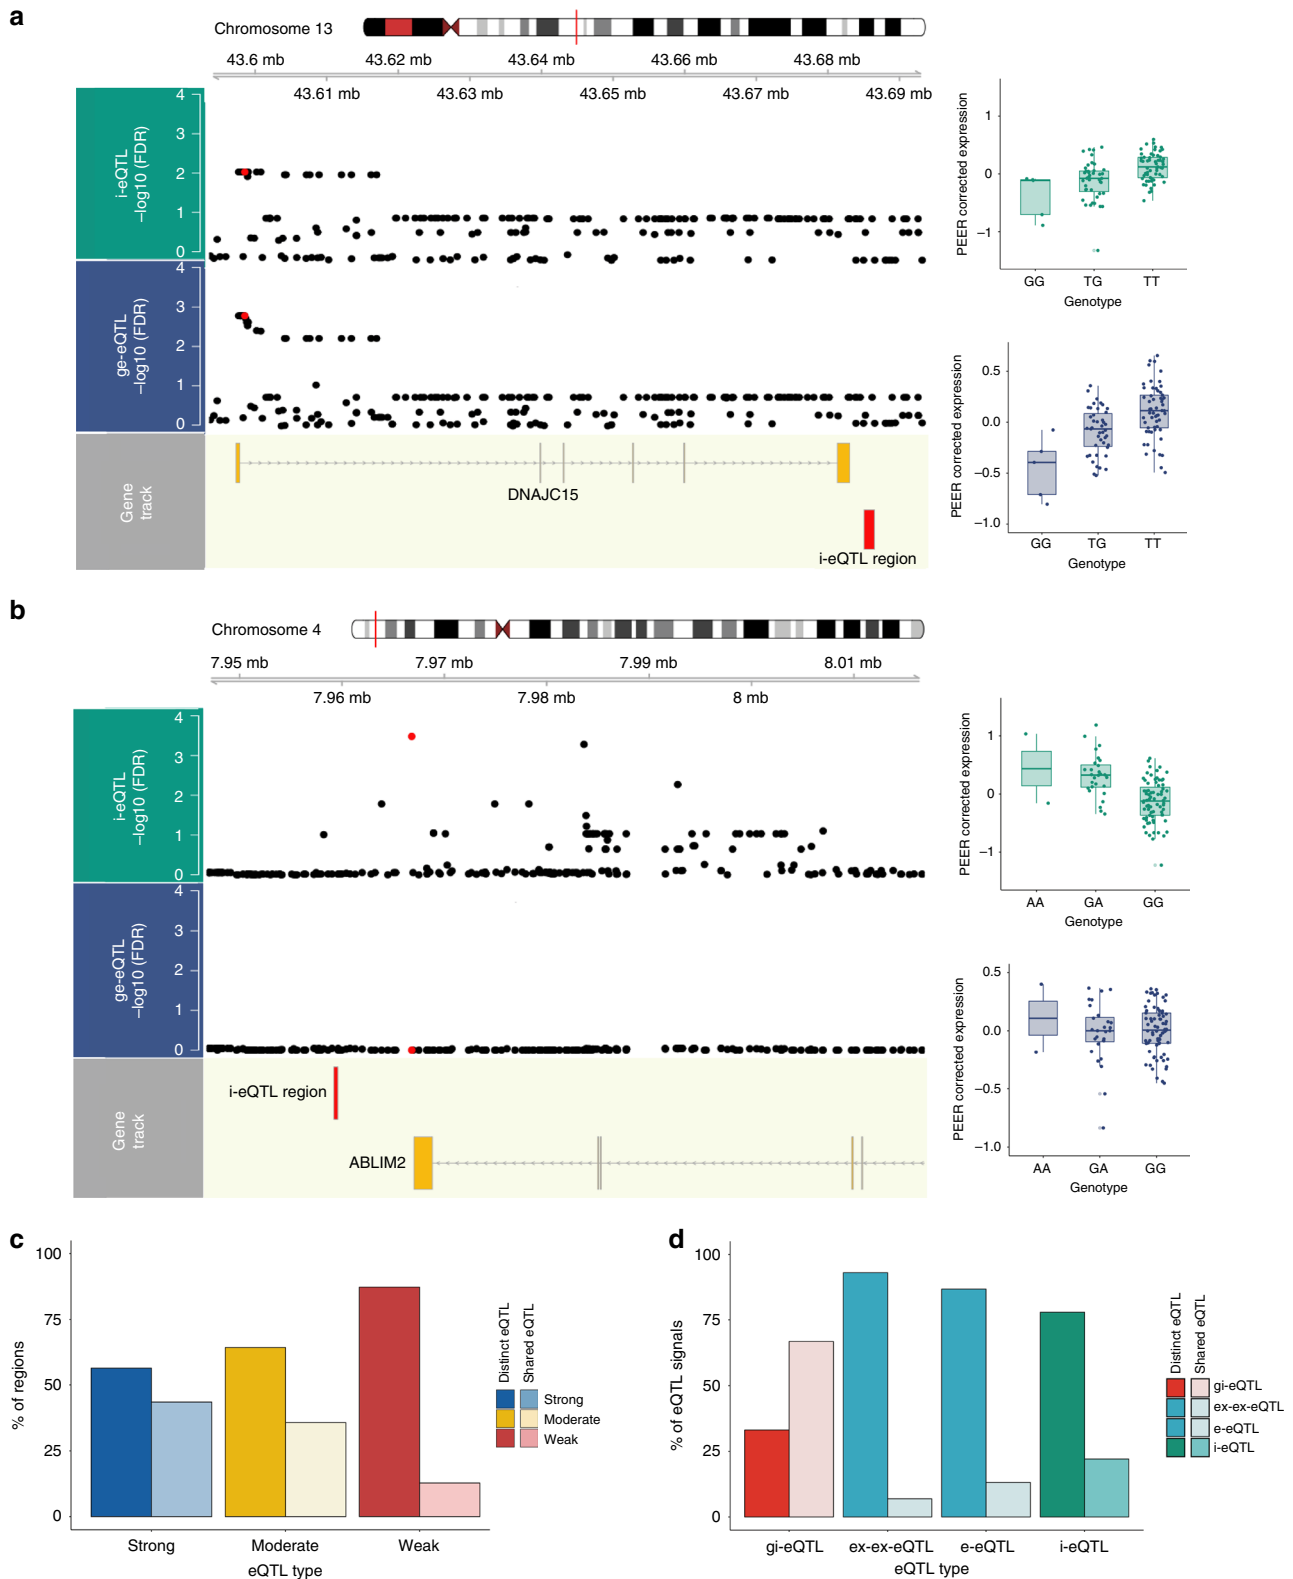 a
Chromosome 13
43.6 mb 43.62 mb 43.64 mb 43.66 mb 43.68 mb
43.61 mb 43.63 mb 43.65 mb 43.67 mb 43.69 mb
i-eQTL
−log10 (FDR)
4
3
2
1
0
ge-eQTL
−log10 (FDR)
4
3
2
1
0
Gene
track
DNAJC15
i-eQTL region
PEER corrected expression
1
0
−1
GG TG TT
Genotype
PEER corrected expression
0.5
0.0
−0.5
−1.0
GG TG TT
Genotype
b
Chromosome 4
7.95 mb 7.97 mb 7.99 mb 8.01 mb
7.96 mb 7.98 mb 8 mb
i-eQTL
−log10 (FDR)
4
3
2
1
0
ge-eQTL
−log10 (FDR)
4
3
2
1
0
Gene
track
i-eQTL region
ABLIM2
PEER corrected expression
1
0
−1
AA GA GG
Genotype
PEER corrected expression
0.5
0.0
−0.5
−1.0
AA GA GG
Genotype
c
% of regions
100
75
50
25
0
Strong Moderate Weak
eQTL type
Distinct eQTL
Shared eQTL
Strong
Moderate
Weak
d
% of eQTL signals
100
75
50
25
0
gi-eQTL ex-ex-eQTL e-eQTL i-eQTL
eQTL type
Distinct eQTL
Shared eQTL
gi-eQTL
ex-ex-eQTL
e-eQTL
i-eQTL